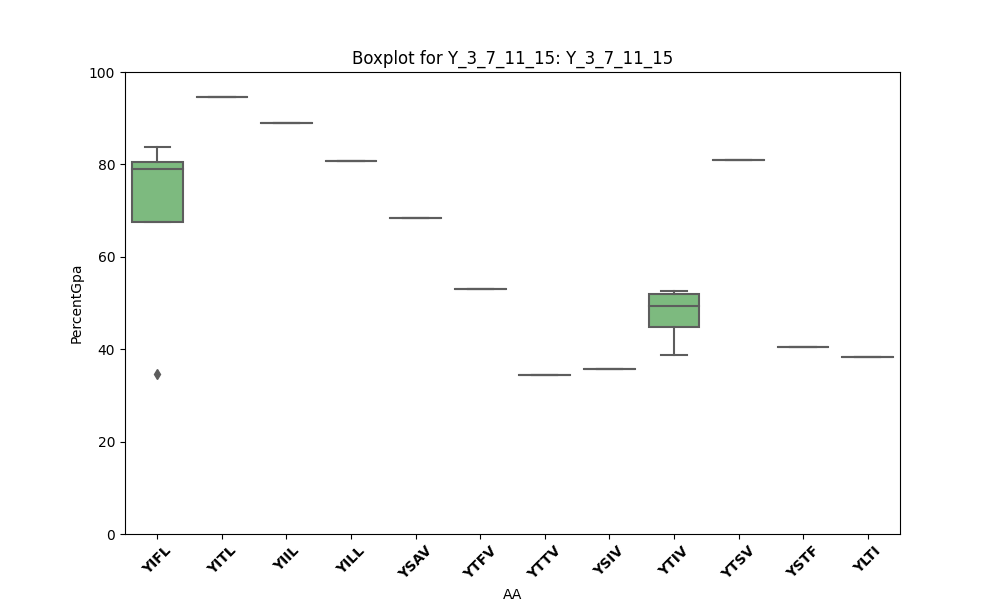 Boxplot for Y_3_7_11_15: Y_3_7_11_15
100
80
60
40
20
0
PercentGpa
YIFL
YITL
YIIL
YILL
YSAV
YTFV
YTTV
YSIV
YTIV
YTSV
YSTF
YLTI
AA